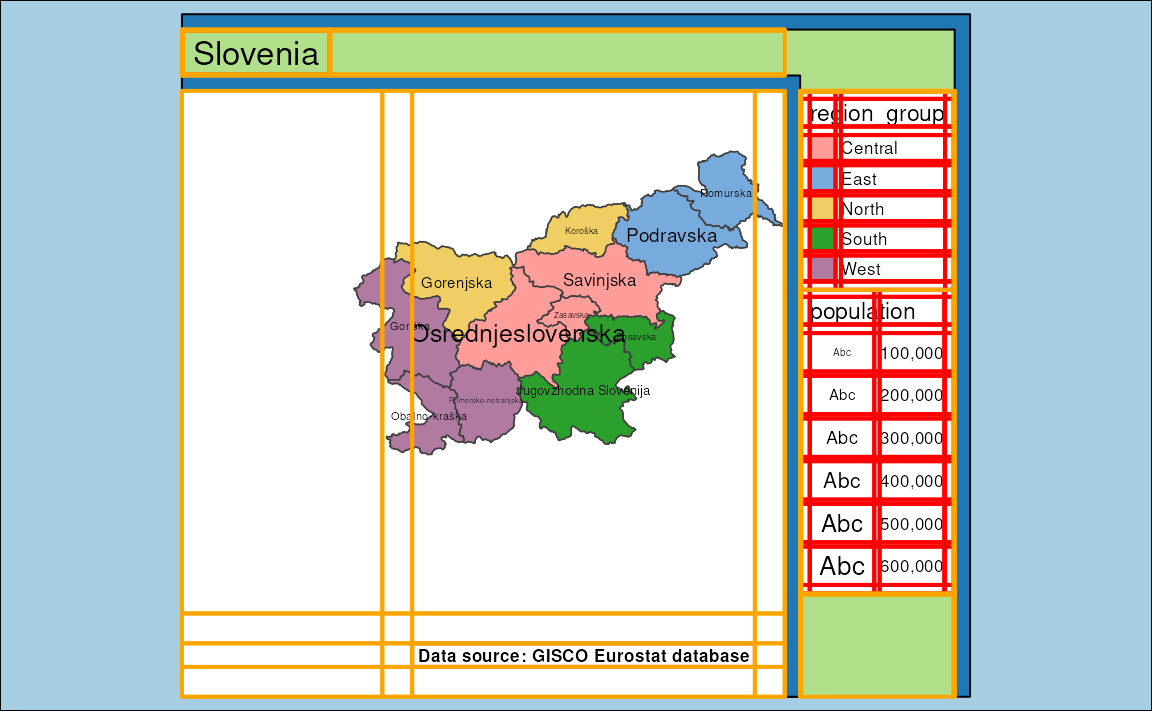 Slovenia
region group
Central
East
North
South
West
population
Abc 100,000
Abc 200,000
Abc 300,000
Abc 400,000
Abc 500,000
Abc 600,000
Pomurska
Koroška
Podravska
Gorenjska
Savinjska
Zasavska
Goriška
Osrednjeslovenska
Posavska
Jugovzhodna Slovenija
Primorsko-notranjska
Obalno-kraška
Data source: GISCO Eurostat database